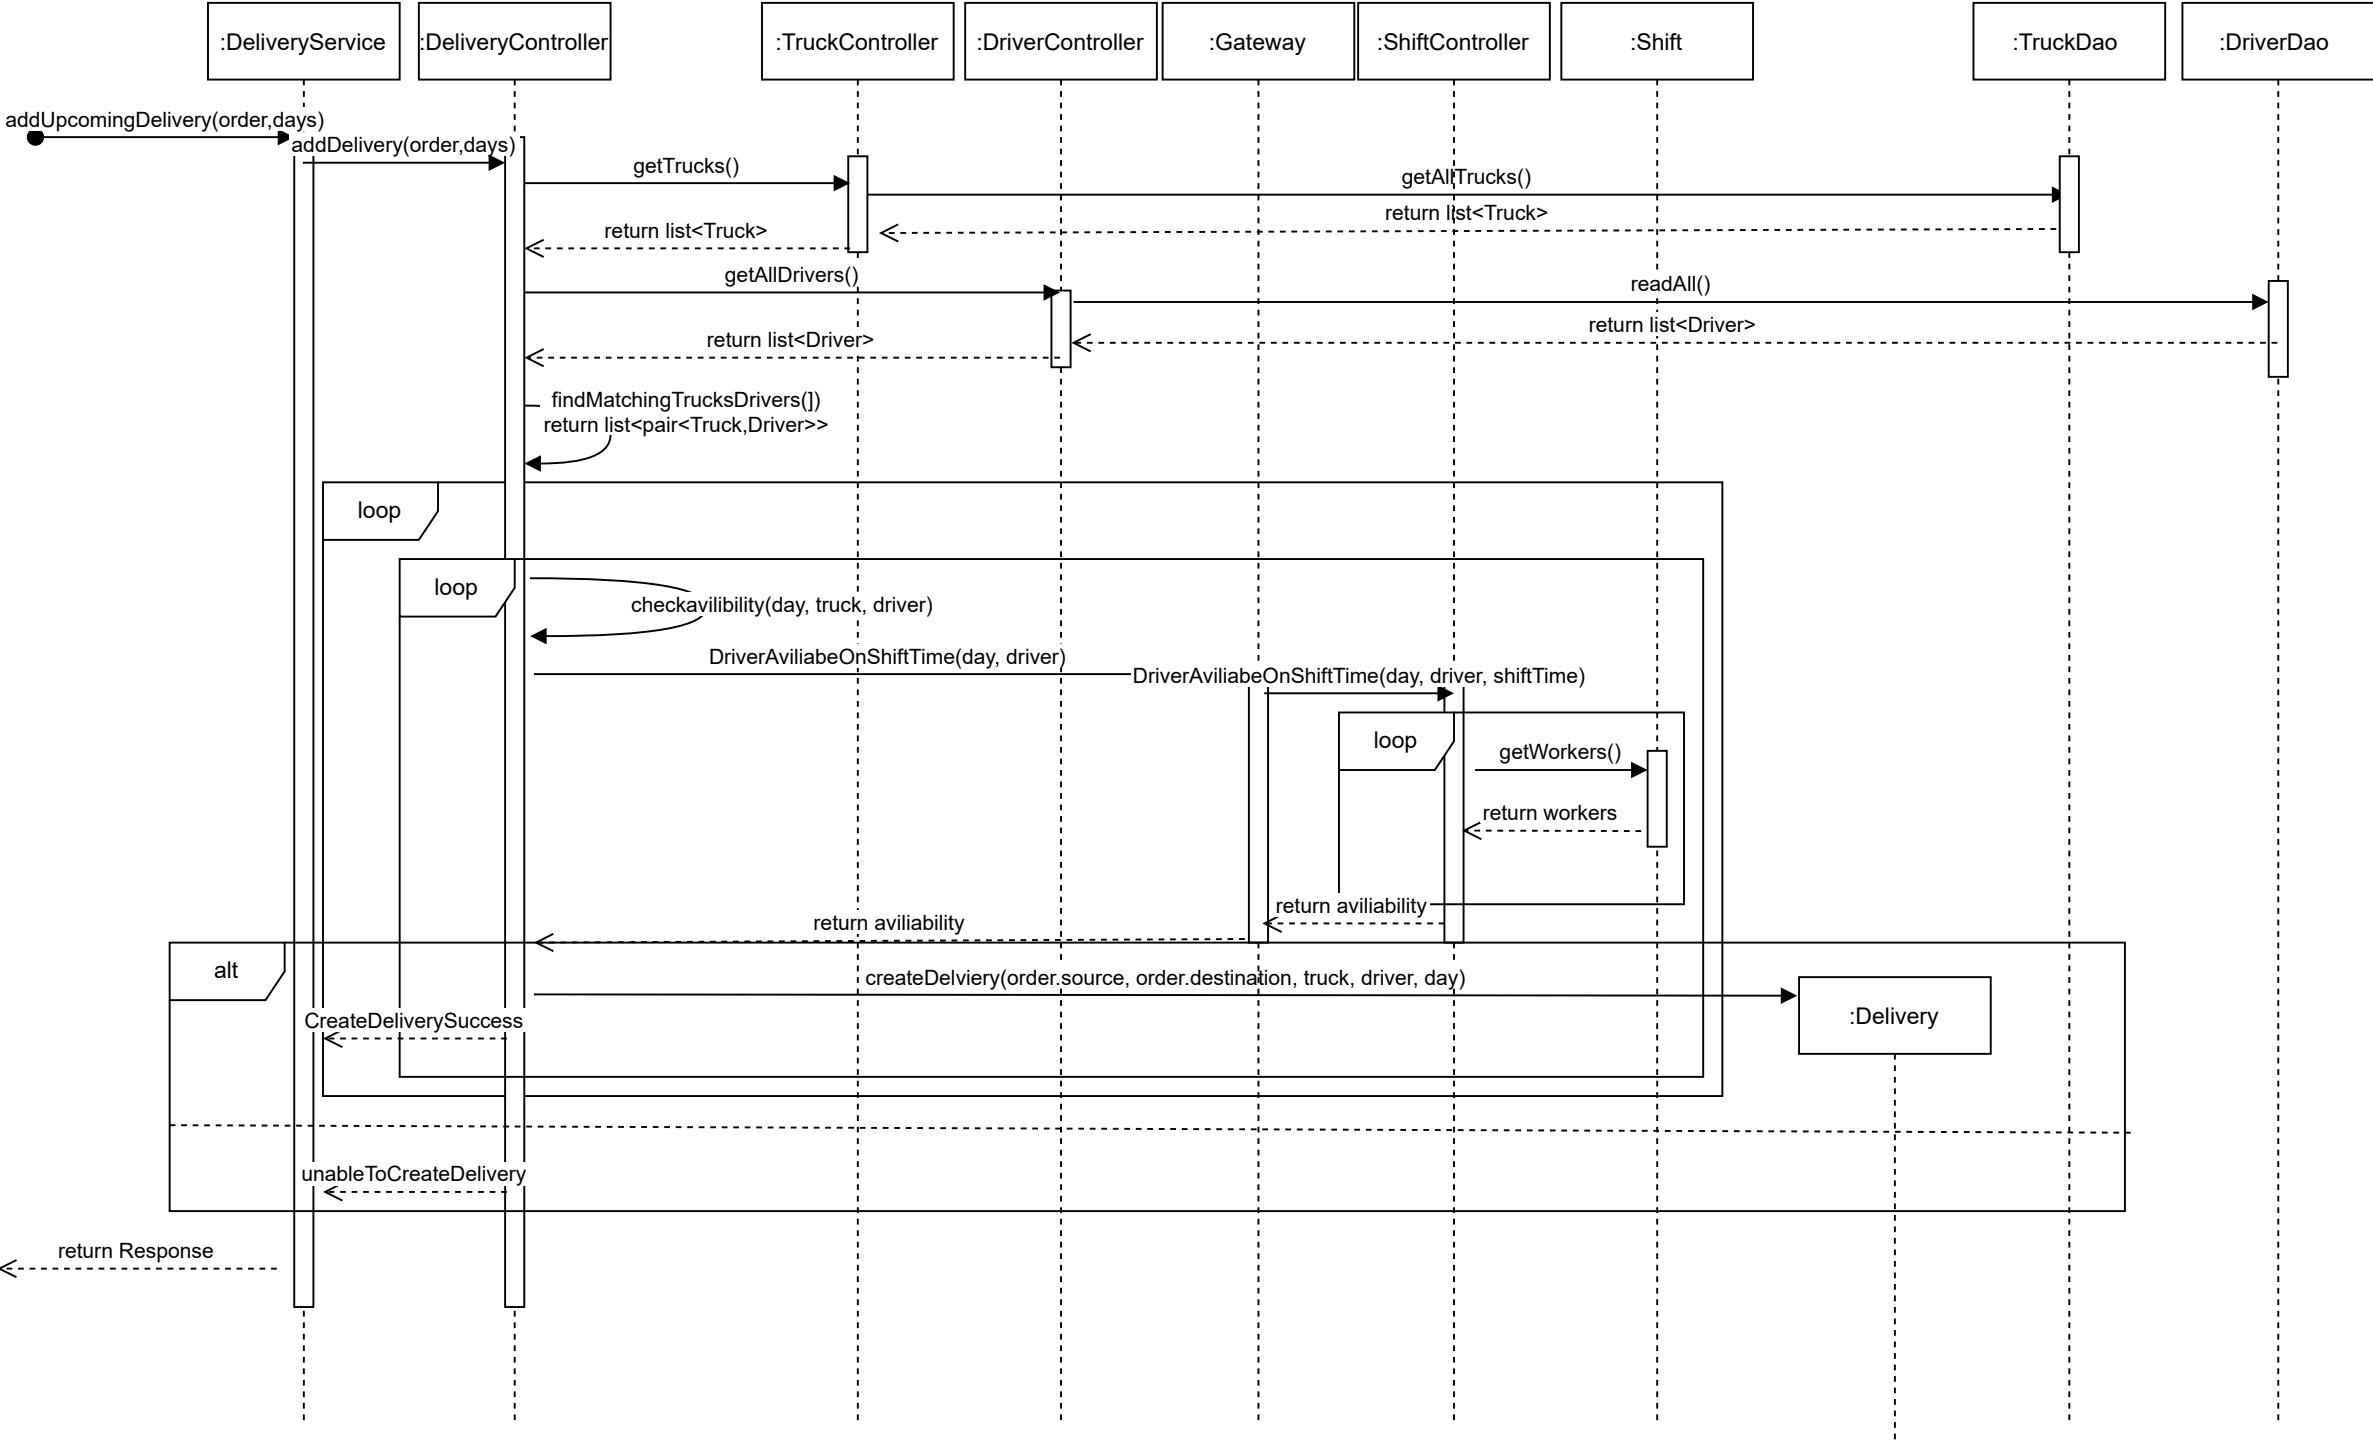 :DeliveryService
:DeliveryController
:TruckController
:DriverController
:Gateway
:ShiftController
:Shift
:TruckDao
:DriverDao
addUpcomingDelivery(order,days)
addDelivery(order,days)
getTrucks()
getAllTrucks()
return list<Truck>
return list<Truck>
getAllDrivers()
readAll()
return list<Driver>
return list<Driver>
findMatchingTrucksDrivers(])
return list<pair<Truck,Driver>>
loop
loop
checkavilibility(day, truck, driver)
DriverAviliabeOnShiftTime(day, driver)
DriverAviliabeOnShiftTime(day, driver, shiftTime)
loop
getWorkers()
return workers
return aviliability
return aviliability
alt
createDelviery(order.source, order.destination, truck, driver, day)
:Delivery
CreateDeliverySuccess
unableToCreateDelivery
return Response